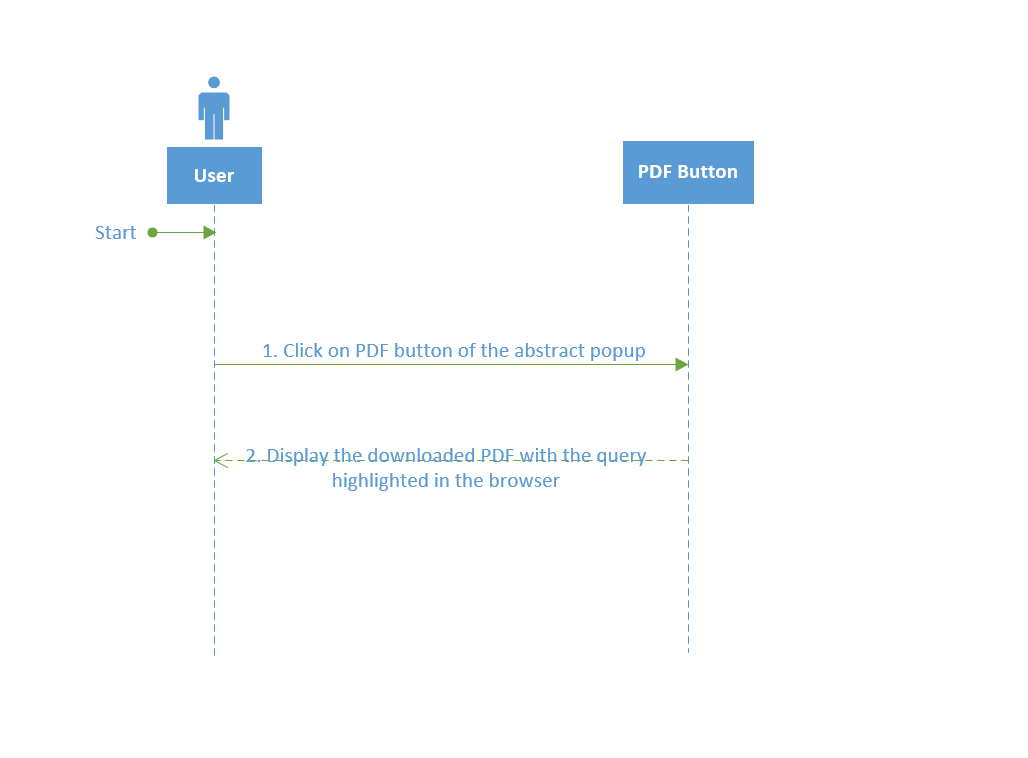 User
PDF Button
Start
1. Click on PDF button of the abstract popup
2. Display the downloaded PDF with the query
highlighted in the browser